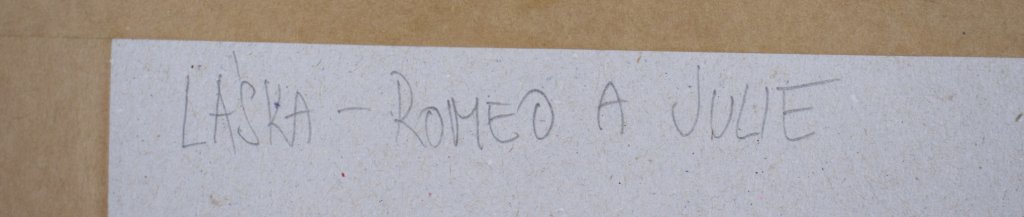 LÁSKA – ROMEO A JULIE